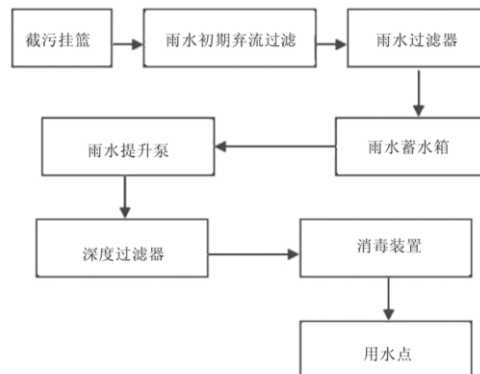 截污挂篮
雨水初期弃流过滤
雨水过滤器
雨水蓄水箱
雨水提升泵
深度过滤器
消毒装置
用水点